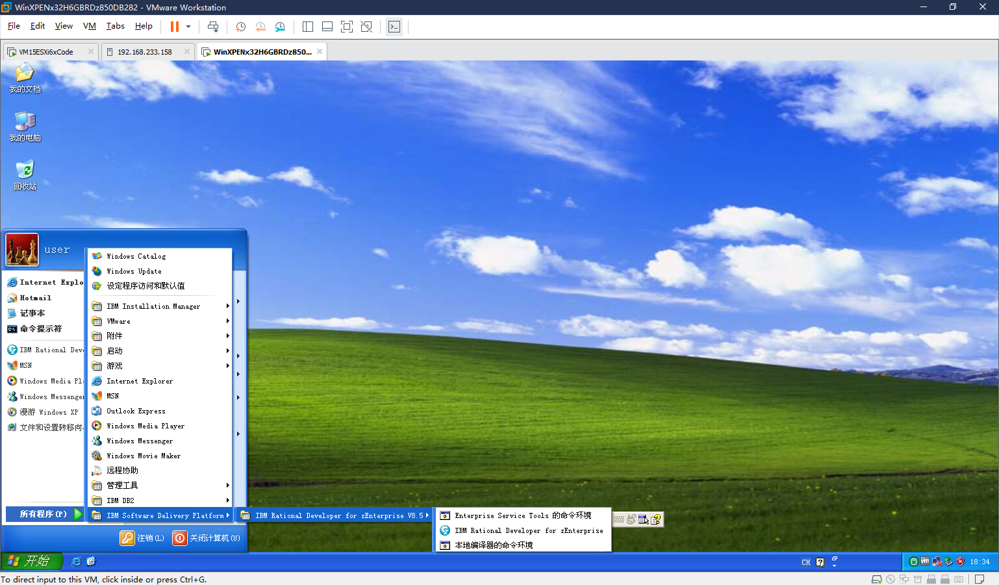 WinXPENx32H6GBRDz850DB282 - VMware Workstation
File Edit View VM Tabs Help
VM15ESXi6xCode
192.168.233.158
WinXPENx32H6GBRDz850...
我的文档
我的电脑
回收站
user
Internet Explo
Hotmail
记事本
命令提示符
IBM Rational Deve
MSN
Windows Media Pl
Windows Messenger
漫游 Windows XP
文件和设置转移向...
所有程序(P)
Windows Catalog
Windows Update
设定程序访问和默认值
IBM Installation Manager
VMware
附件
启动
游戏
Internet Explorer
MSN
Outlook Express
Windows Media Player
Windows Messenger
Windows Movie Maker
远程协助
管理工具
IBM DB2
IBM Software Delivery Platform
IBM Rational Developer for zEnterprise V8.5
Enterprise Service Tools 的命令环境
IBM Rational Developer for zEnterprise
本地编译器的命令环境
注销(L)
关闭计算机(U)
开始
CH
18:34
To direct input to this VM, click inside or press Ctrl+G.